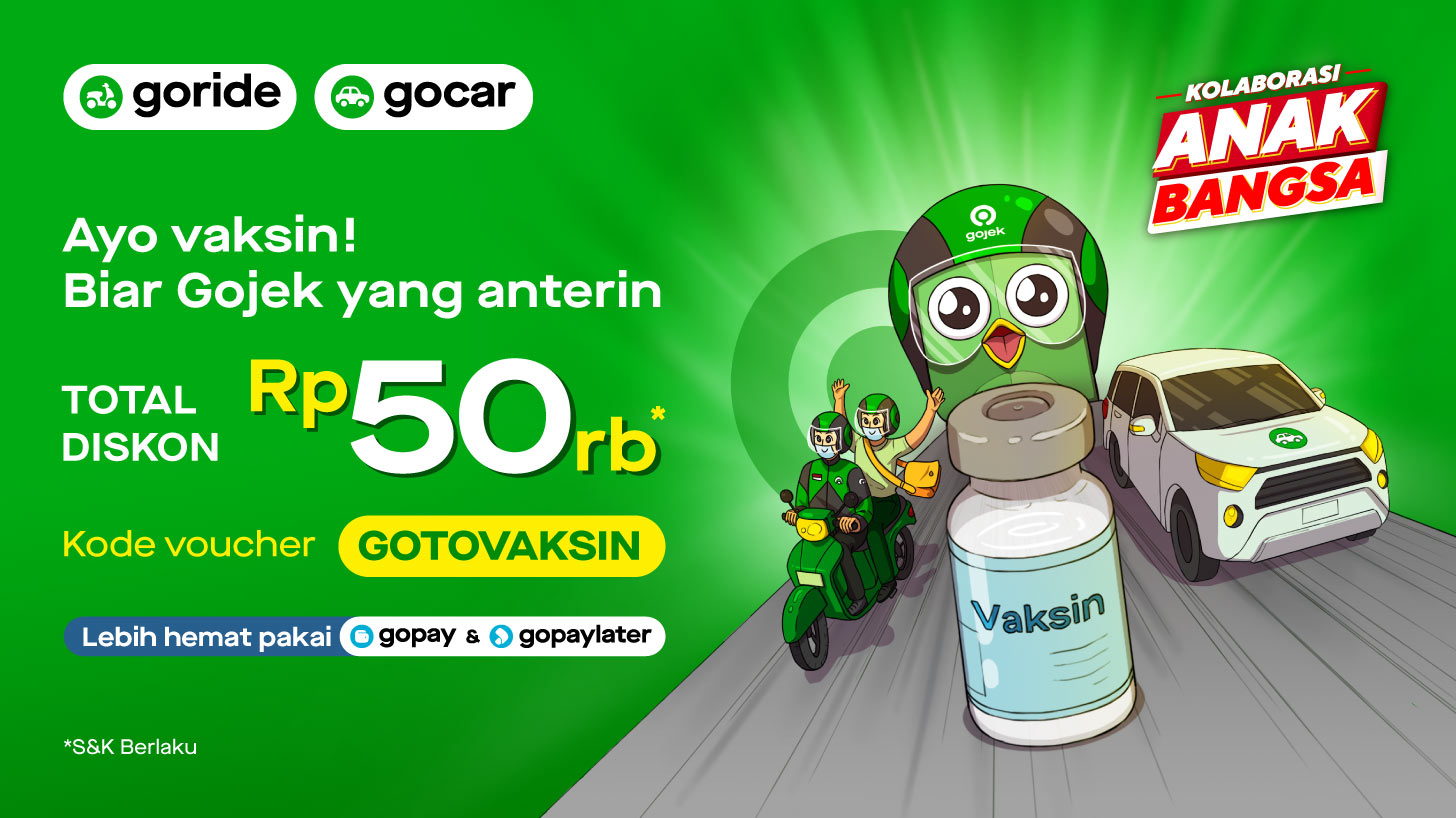 goride
gocar
KOLABORASI
ANAK
BANGSA
Ayo vaksin!
Biar Gojek yang anterin
TOTAL
DISKON
Rp50rb*
Kode voucher GOTOVAKSIN
Lebih hemat pakai gopay & gopaylater
*S&K Berlaku
gojek
Vaksin